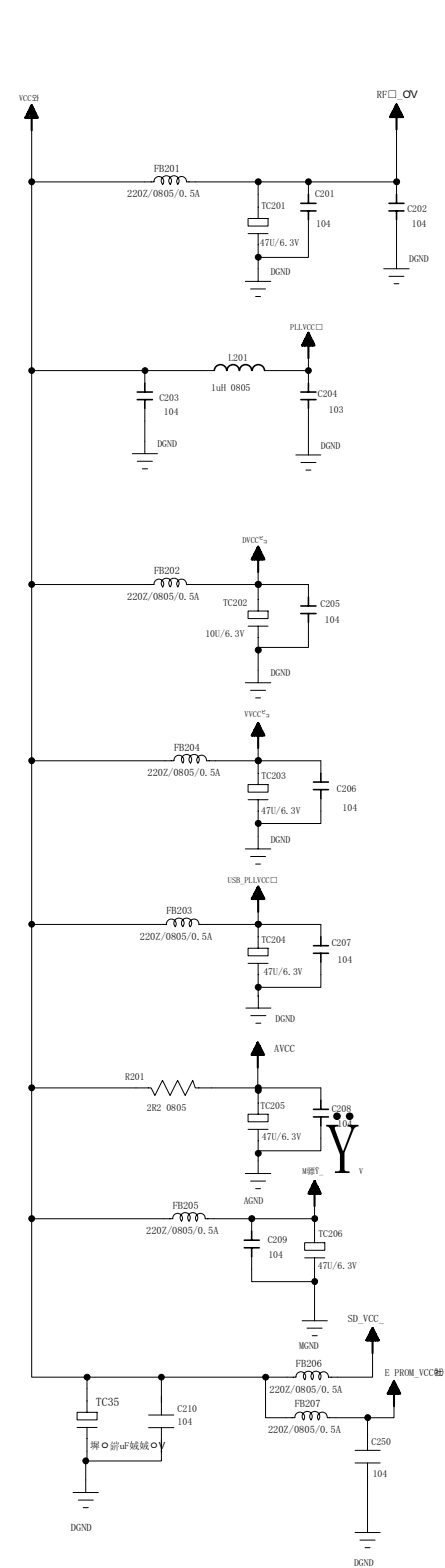 RF□_OV
FB201
220Z/0805/0.5A
TC201
47U/6.3V
C201
104
C202
104
DGND
DGND
PLLVCC□
L201
1uH 0805
C203
104
C204
103
DGND
DGND
FB202
220Z/0805/0.5A
TC202
10U/6.3V
C205
104
DGND
FB204
220Z/0805/0.5A
TC203
47U/6.3V
C206
104
DGND
USB_PLLVCC□
FB203
220Z/0805/0.5A
TC204
47U/6.3V
C207
104
DGND
AVCC
R201
2R2 0805
TC205
47U/6.3V
C208
104
Ÿ
V
AGND
FB205
220Z/0805/0.5A
C209
104
TC206
47U/6.3V
MGND
SD_VCC_
FB206
220Z/0805/0.5A
FB207
220Z/0805/0.5A
TC35
C210
104
C250
104
DGND
DGND